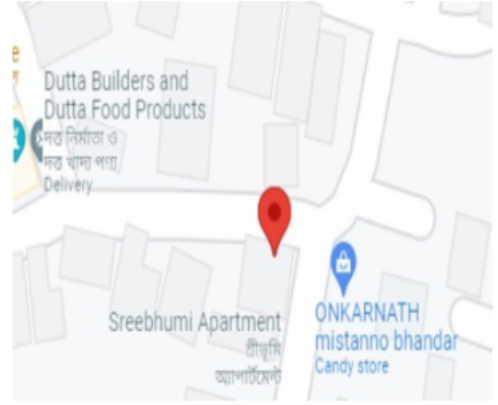 Dutta Builders and
Dutta Food Products
দত্ত নির্মাতা ও
দত্ত খাদ্য পণ্য
Delivery
Sreebhumi Apartment
শ্রীভূমি
অ্যাপার্টমেন্ট
ONKARNATH
mistanno bhandar
Candy store